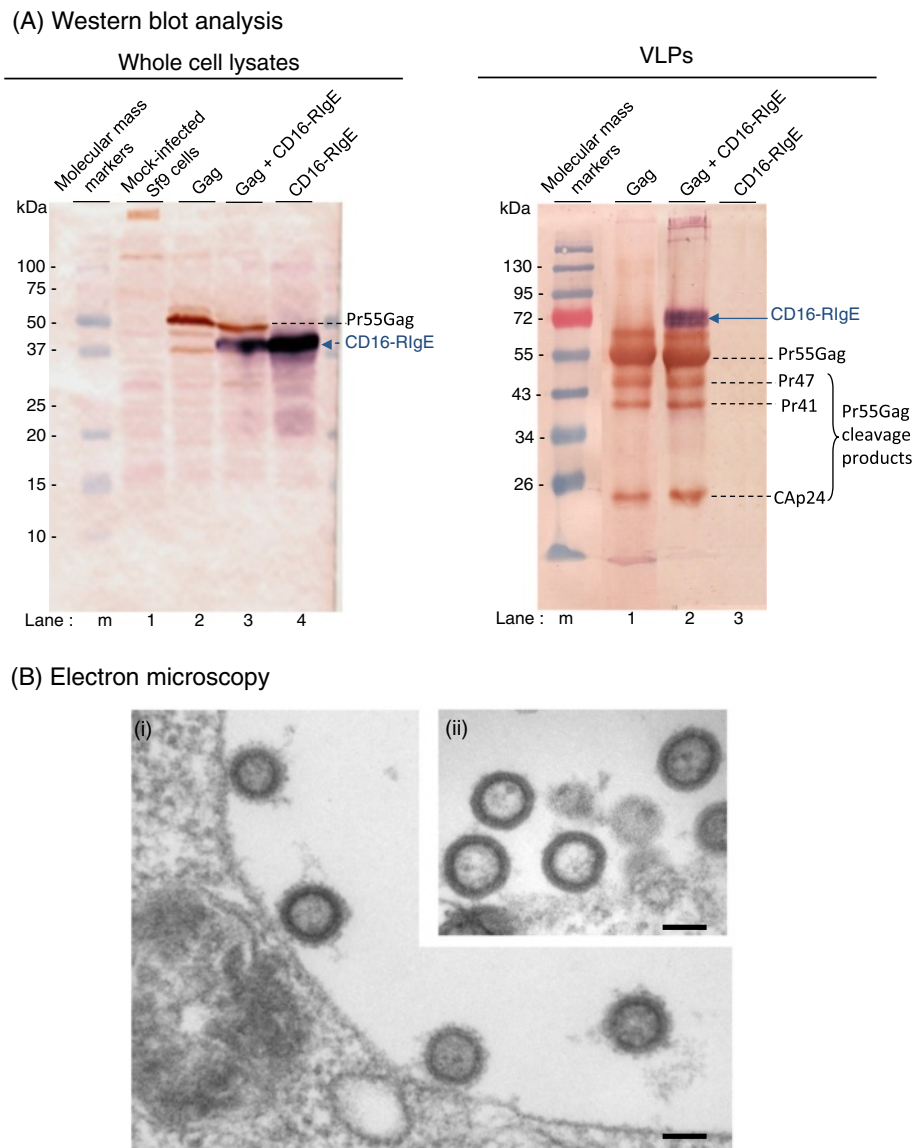 (A) Western blot analysis
Whole cell lysates
Molecular mass
markers
Mock-infected
Sf9 cells
Gag
Gag + CD16-RIgE
CD16-RIgE
kDa
100 -
75 -
50 -
37 -
25 -
20 -
15 -
10 -
Pr55Gag
CD16-RIgE
Lane : m 1 2 3 4
VLPs
Molecular mass
markers
Gag
Gag + CD16-RIgE
CD16-RIgE
kDa
130 -
95 -
72 -
55 -
43 -
34 -
26 -
CD16-RIgE
Pr55Gag
Pr47
Pr41
CAp24
Pr55Gag
cleavage
products
Lane : m 1 2 3
(B) Electron microscopy
(i)
(ii)